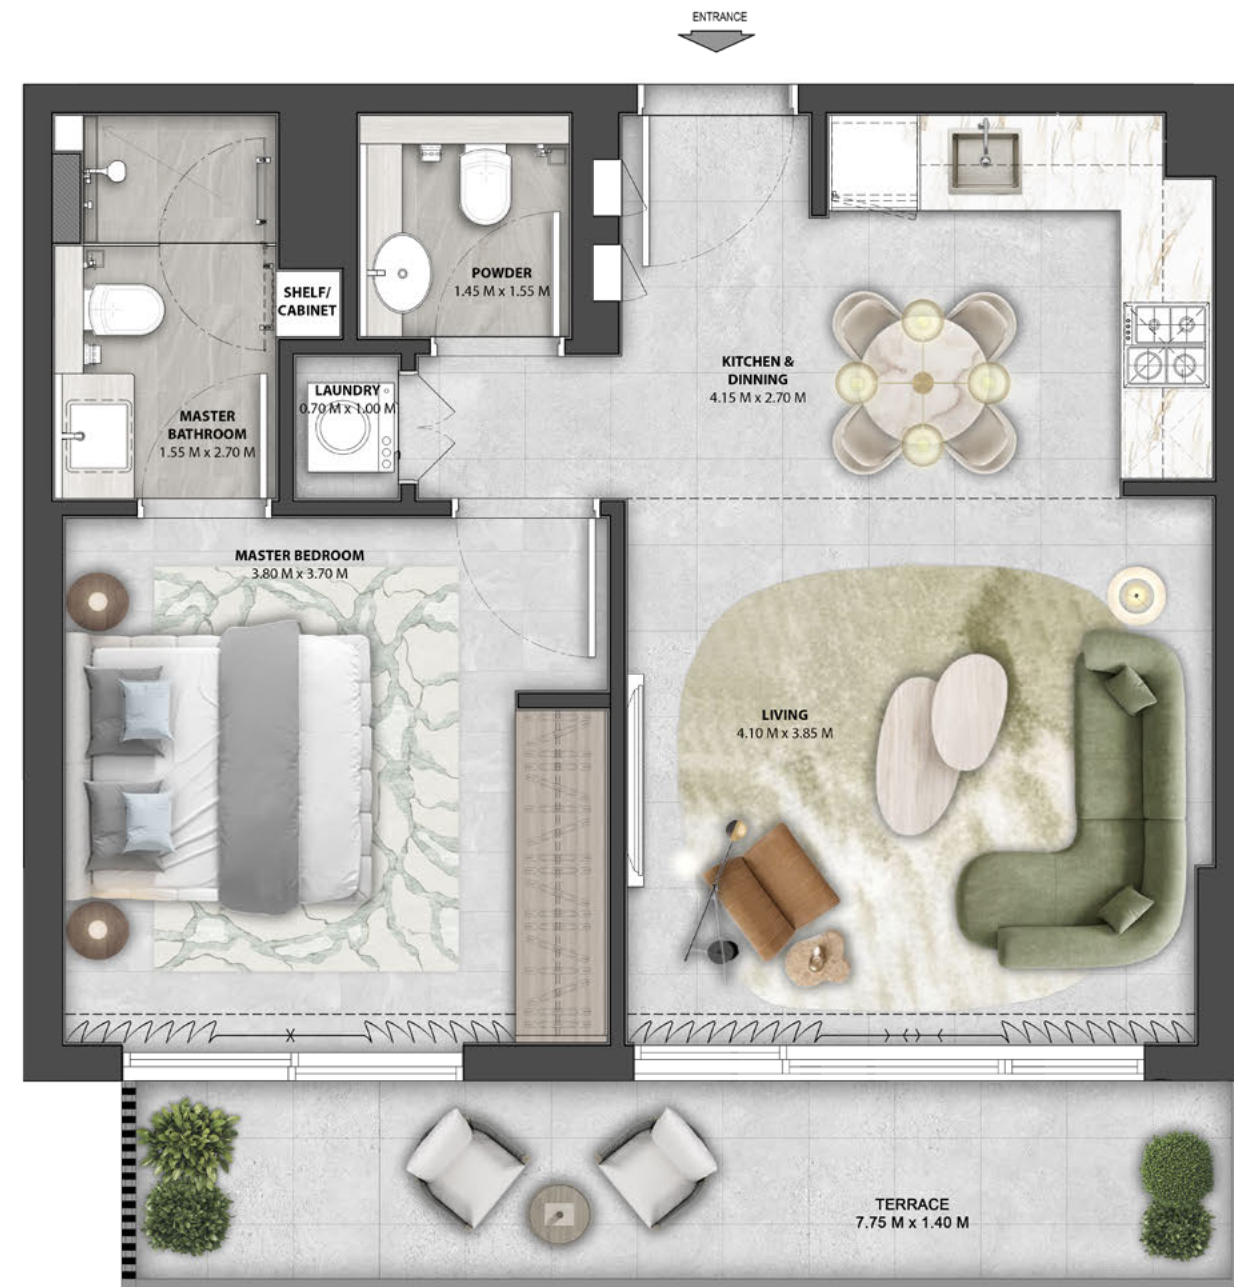 ENTRANCE
SHELF/
CABINET
POWDER
1.45 M x 1.55 M
KITCHEN &
DINNING
4.15 M x 2.70 M
LAUNDRY
0.70 M x 1.00 M
MASTER
BATHROOM
1.55 M x 2.70 M
MASTER BEDROOM
3.80 M x 3.70 M
LIVING
4.10 M x 3.85 M
TERRACE
7.75 M x 1.40 M